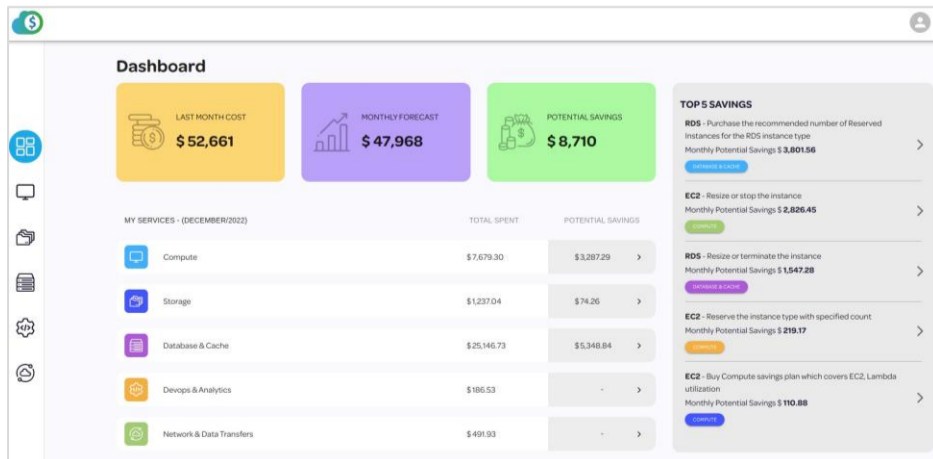 Dashboard
LAST MONTH COST
$ 52,661
MONTHLY FORECAST
$ 47,968
POTENTIAL SAVINGS
$ 8,710
MY SERVICES - (DECEMBER/2022) TOTAL SPENT POTENTIAL SAVINGS
Compute $7,679.30 $3,287.29
Storage $1,237.04 $74.26
Database & Cache $25,146.73 $5,348.84
Devops & Analytics $186.53 -
Network & Data Transfers $491.93 -
TOP 5 SAVINGS
RDS - Purchase the recommended number of Reserved
Instances for the RDS instance type
Monthly Potential Savings $ 3,801.56
DATABASE & CACHE
EC2 - Resize or stop the instance
Monthly Potential Savings $ 2,826.45
COMPUTE
RDS - Resize or terminate the instance
Monthly Potential Savings $ 1,547.28
DATABASE & CACHE
EC2 - Reserve the instance type with specified count
Monthly Potential Savings $ 219.17
COMPUTE
EC2 - Buy Compute savings plan which covers EC2, Lambda
utilization
Monthly Potential Savings $ 110.88
COMPUTE